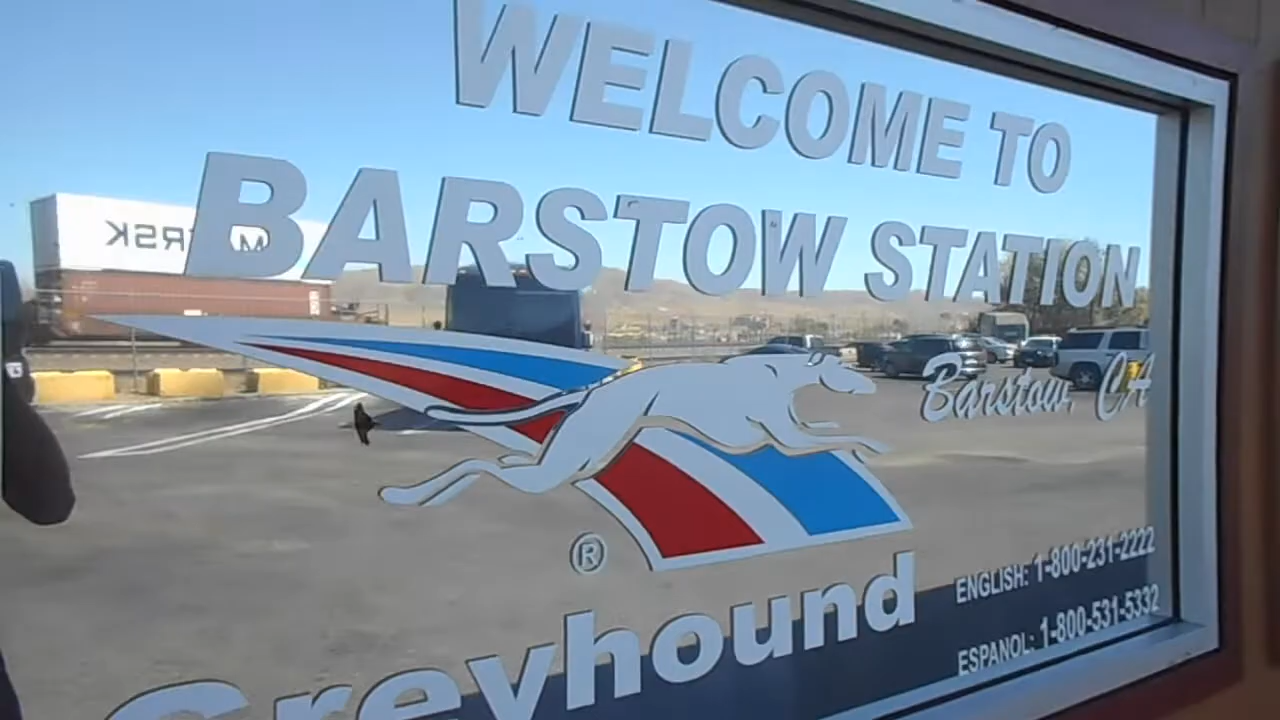 WELCOME TO
BARSTOW STATION
Barstow, CA
®
Greyhound
ENGLISH: 1-800-231-2222
ESPANOL: 1-800-531-5332